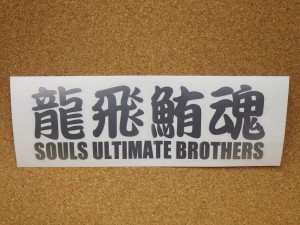 龍飛鮪魂
SOULS ULTIMATE BROTHERS